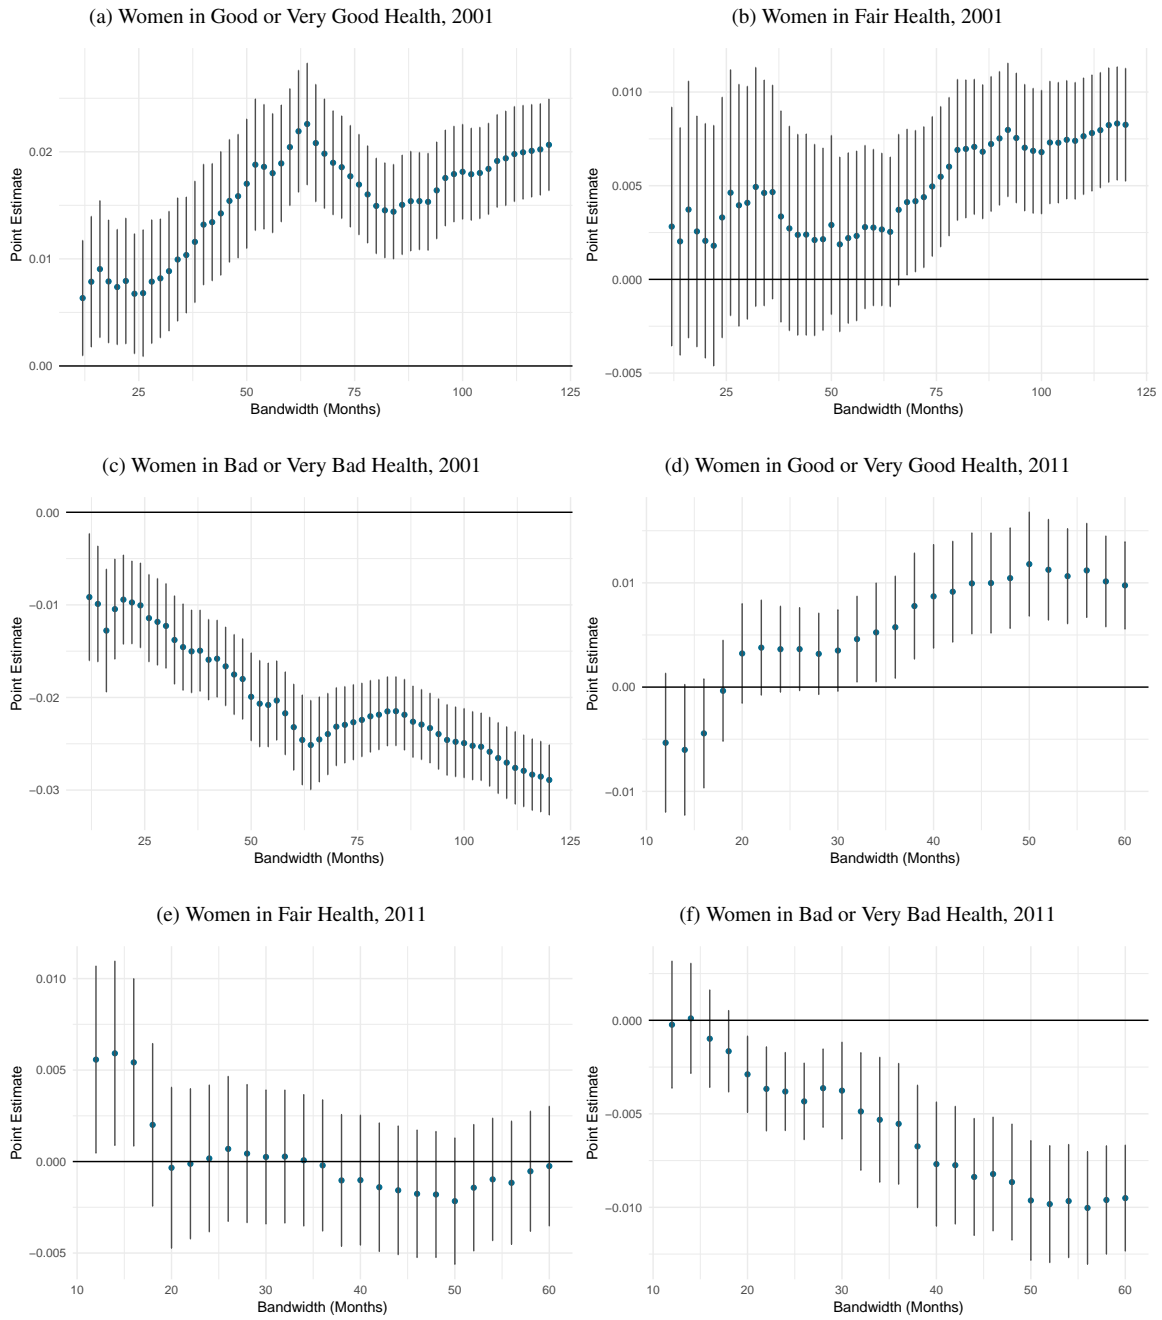 (a) Women in Good or Very Good Health, 2001
Point Estimate
0.02
0.01
0.00
25 50 75 100 125
Bandwidth (Months)
(b) Women in Fair Health, 2001
Point Estimate
0.010
0.005
0.000
−0.005
25 50 75 100 125
Bandwidth (Months)
(c) Women in Bad or Very Bad Health, 2001
Point Estimate
0.00
−0.01
−0.02
−0.03
25 50 75 100 125
Bandwidth (Months)
(d) Women in Good or Very Good Health, 2011
Point Estimate
0.01
0.00
−0.01
10 20 30 40 50 60
Bandwidth (Months)
(e) Women in Fair Health, 2011
Point Estimate
0.010
0.005
0.000
−0.005
10 20 30 40 50 60
Bandwidth (Months)
(f) Women in Bad or Very Bad Health, 2011
Point Estimate
0.000
−0.005
−0.010
10 20 30 40 50 60
Bandwidth (Months)